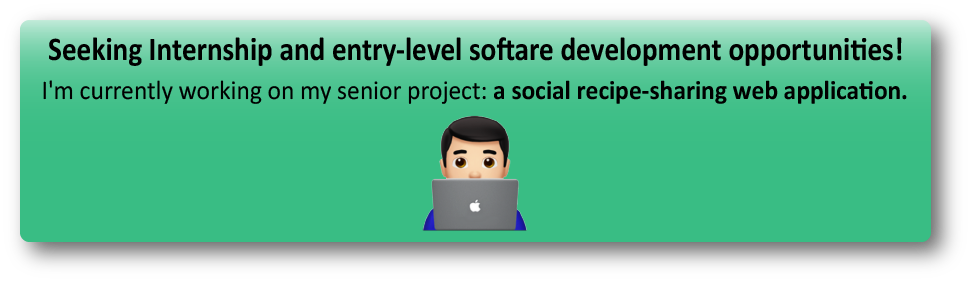 Seeking Internship and entry-level softare development opportunities!
I'm currently working on my senior project: a social recipe-sharing web application.